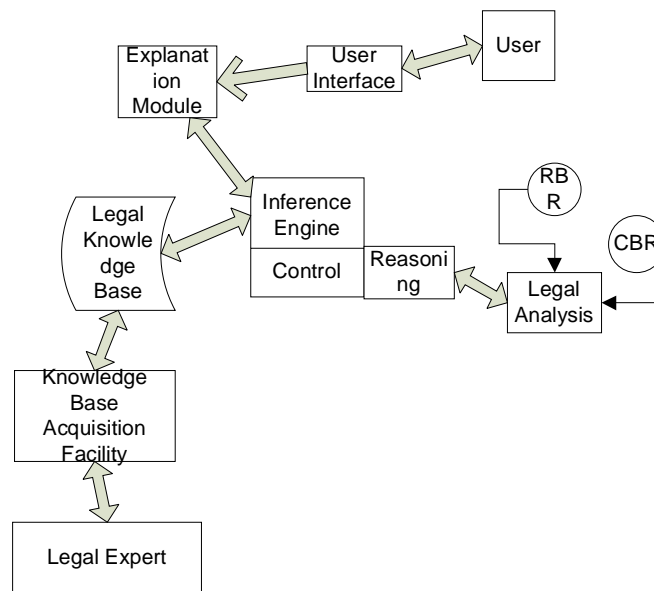 Explanat
ion
Module
User
Interface
User
Legal
Knowle
dge
Base
Inference
Engine
Control
Reasoni
ng
RB
R
CBR
Legal
Analysis
Knowledge
Base
Acquisition
Facility
Legal Expert